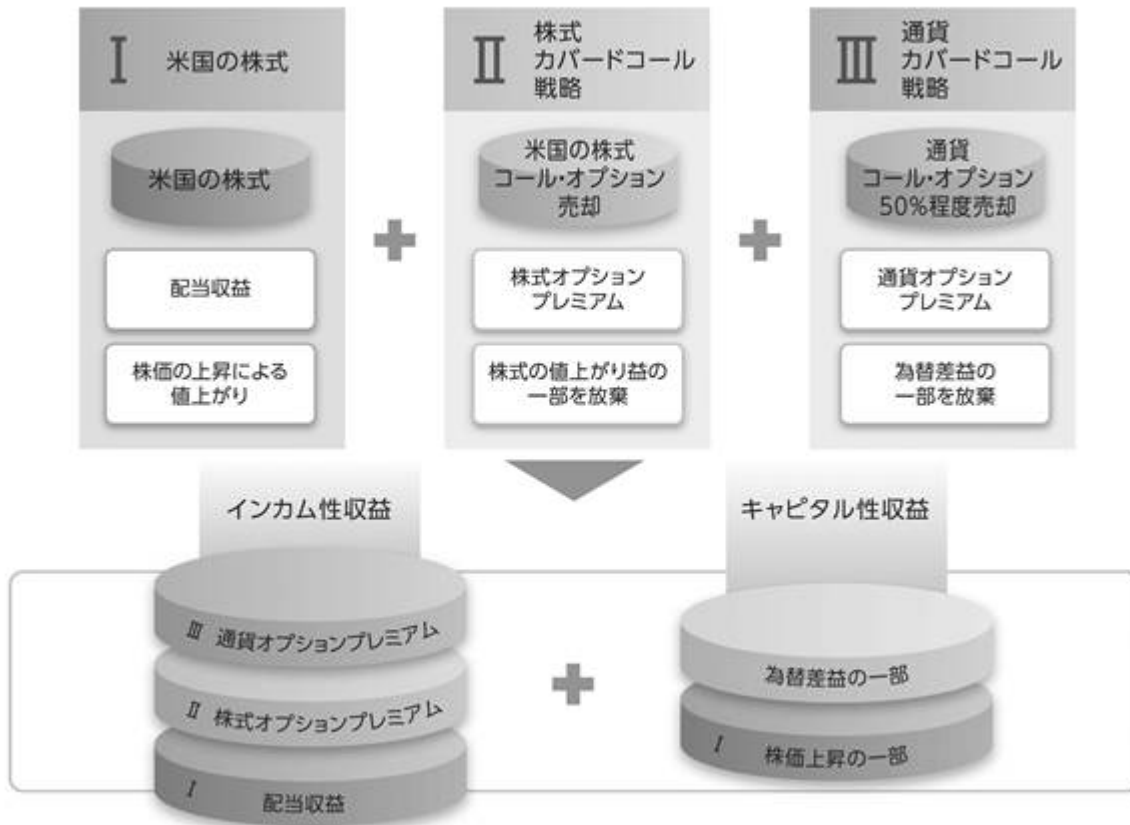 Ⅰ 米国の株式
Ⅱ 株式
カバードコール
戦略
Ⅲ 通貨
カバードコール
戦略
米国の株式
米国の株式
コール・オプション
売却
通貨
コール・オプション
50%程度売却
配当収益
株式オプション
プレミアム
通貨オプション
プレミアム
株価の上昇による
値上がり
株式の値上がり益の
一部を放棄
為替差益の
一部を放棄
インカム性収益
キャピタル性収益
Ⅲ 通貨オプションプレミアム
Ⅱ 株式オプションプレミアム
Ⅰ 配当収益
為替差益の一部
Ⅰ 株価上昇の一部